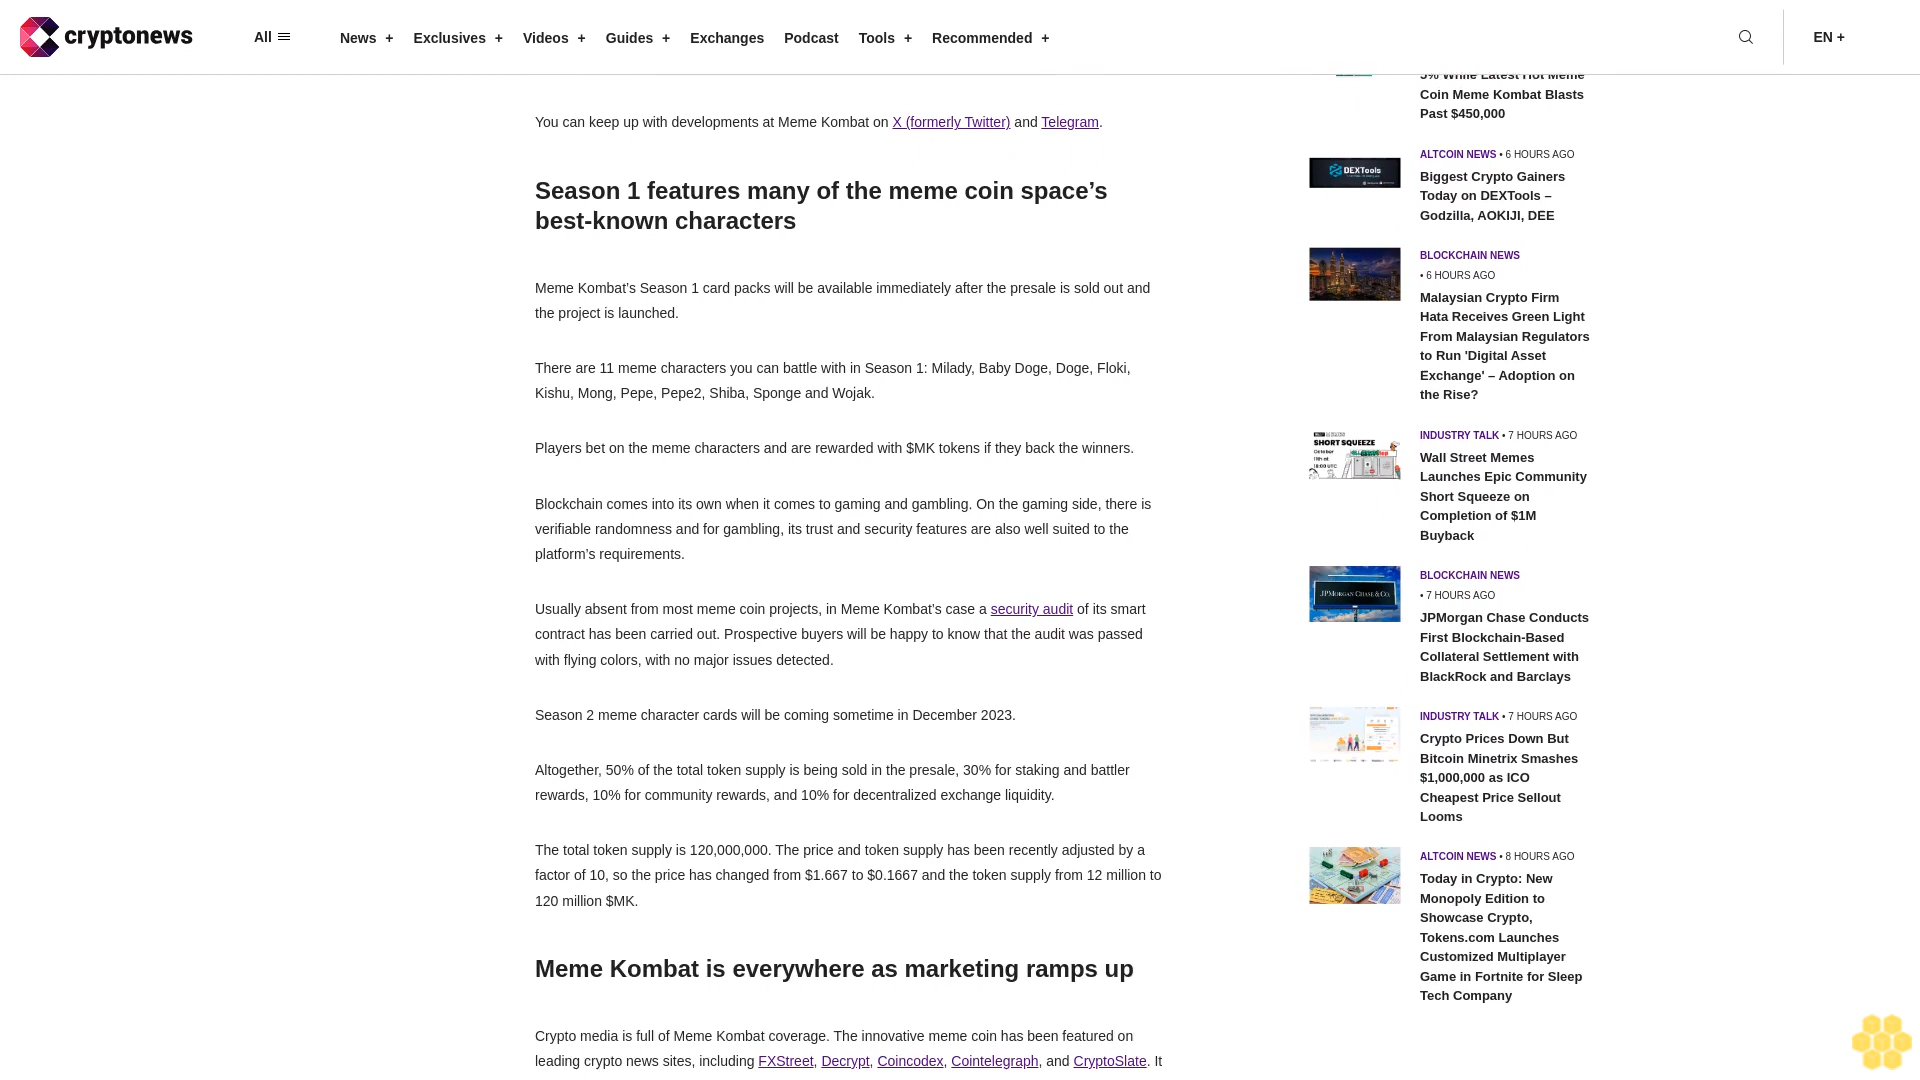 cryptonews
All
News +
Exclusives +
Videos +
Guides +
Exchanges
Podcast
Tools +
Recommended +
EN +
You can keep up with developments at Meme Kombat on X (formerly Twitter) and Telegram.
Season 1 features many of the meme coin space’s
best-known characters
Meme Kombat’s Season 1 card packs will be available immediately after the presale is sold out and
the project is launched.
There are 11 meme characters you can battle with in Season 1: Milady, Baby Doge, Doge, Floki,
Kishu, Mong, Pepe, Pepe2, Shiba, Sponge and Wojak.
Players bet on the meme characters and are rewarded with $MK tokens if they back the winners.
Blockchain comes into its own when it comes to gaming and gambling. On the gaming side, there is
verifiable randomness and for gambling, its trust and security features are also well suited to the
platform’s requirements.
Usually absent from most meme coin projects, in Meme Kombat’s case a security audit of its smart
contract has been carried out. Prospective buyers will be happy to know that the audit was passed
with flying colors, with no major issues detected.
Season 2 meme character cards will be coming sometime in December 2023.
Altogether, 50% of the total token supply is being sold in the presale, 30% for staking and battler
rewards, 10% for community rewards, and 10% for decentralized exchange liquidity.
The total token supply is 120,000,000. The price and token supply has been recently adjusted by a
factor of 10, so the price has changed from $1.667 to $0.1667 and the token supply from 12 million to
120 million $MK.
Meme Kombat is everywhere as marketing ramps up
Crypto media is full of Meme Kombat coverage. The innovative meme coin has been featured on
leading crypto news sites, including FXStreet, Decrypt, Coincodex, Cointelegraph, and CryptoSlate. It
5% While Latest Hot Meme
Coin Meme Kombat Blasts
Past $450,000
DEXTools
ALTCOIN NEWS • 6 HOURS AGO
Biggest Crypto Gainers
Today on DEXTools –
Godzilla, AOKIJI, DEE
BLOCKCHAIN NEWS
• 6 HOURS AGO
Malaysian Crypto Firm
Hata Receives Green Light
From Malaysian Regulators
to Run 'Digital Asset
Exchange' – Adoption on
the Rise?
SHORT SQUEEZE
October
11th at
18:00 UTC
INDUSTRY TALK • 7 HOURS AGO
Wall Street Memes
Launches Epic Community
Short Squeeze on
Completion of $1M
Buyback
JPMORGAN CHASE & CO.
BLOCKCHAIN NEWS
• 7 HOURS AGO
JPMorgan Chase Conducts
First Blockchain-Based
Collateral Settlement with
BlackRock and Barclays
INDUSTRY TALK • 7 HOURS AGO
Crypto Prices Down But
Bitcoin Minetrix Smashes
$1,000,000 as ICO
Cheapest Price Sellout
Looms
ALTCOIN NEWS • 8 HOURS AGO
Today in Crypto: New
Monopoly Edition to
Showcase Crypto,
Tokens.com Launches
Customized Multiplayer
Game in Fortnite for Sleep
Tech Company